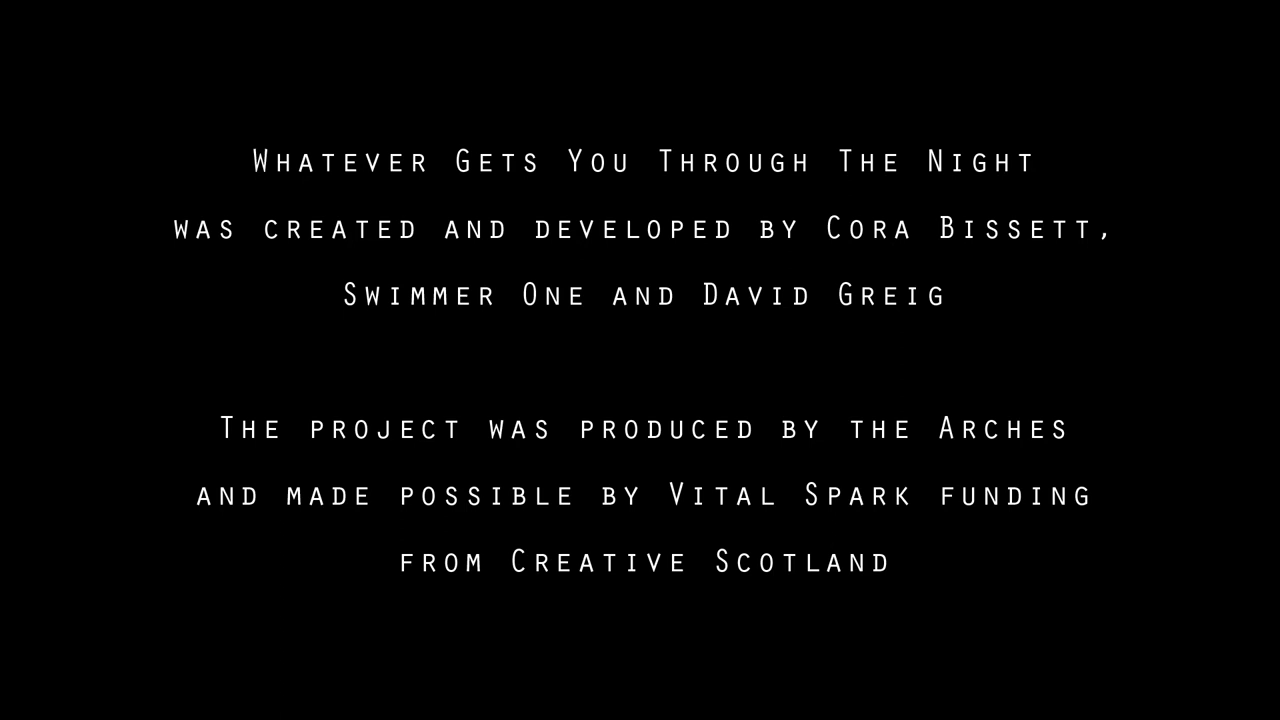 Whatever Gets You Through The Night
was created and developed by Cora Bissett,
Swimmer One and David Greig
The project was produced by the Arches
and made possible by Vital Spark funding
from Creative Scotland